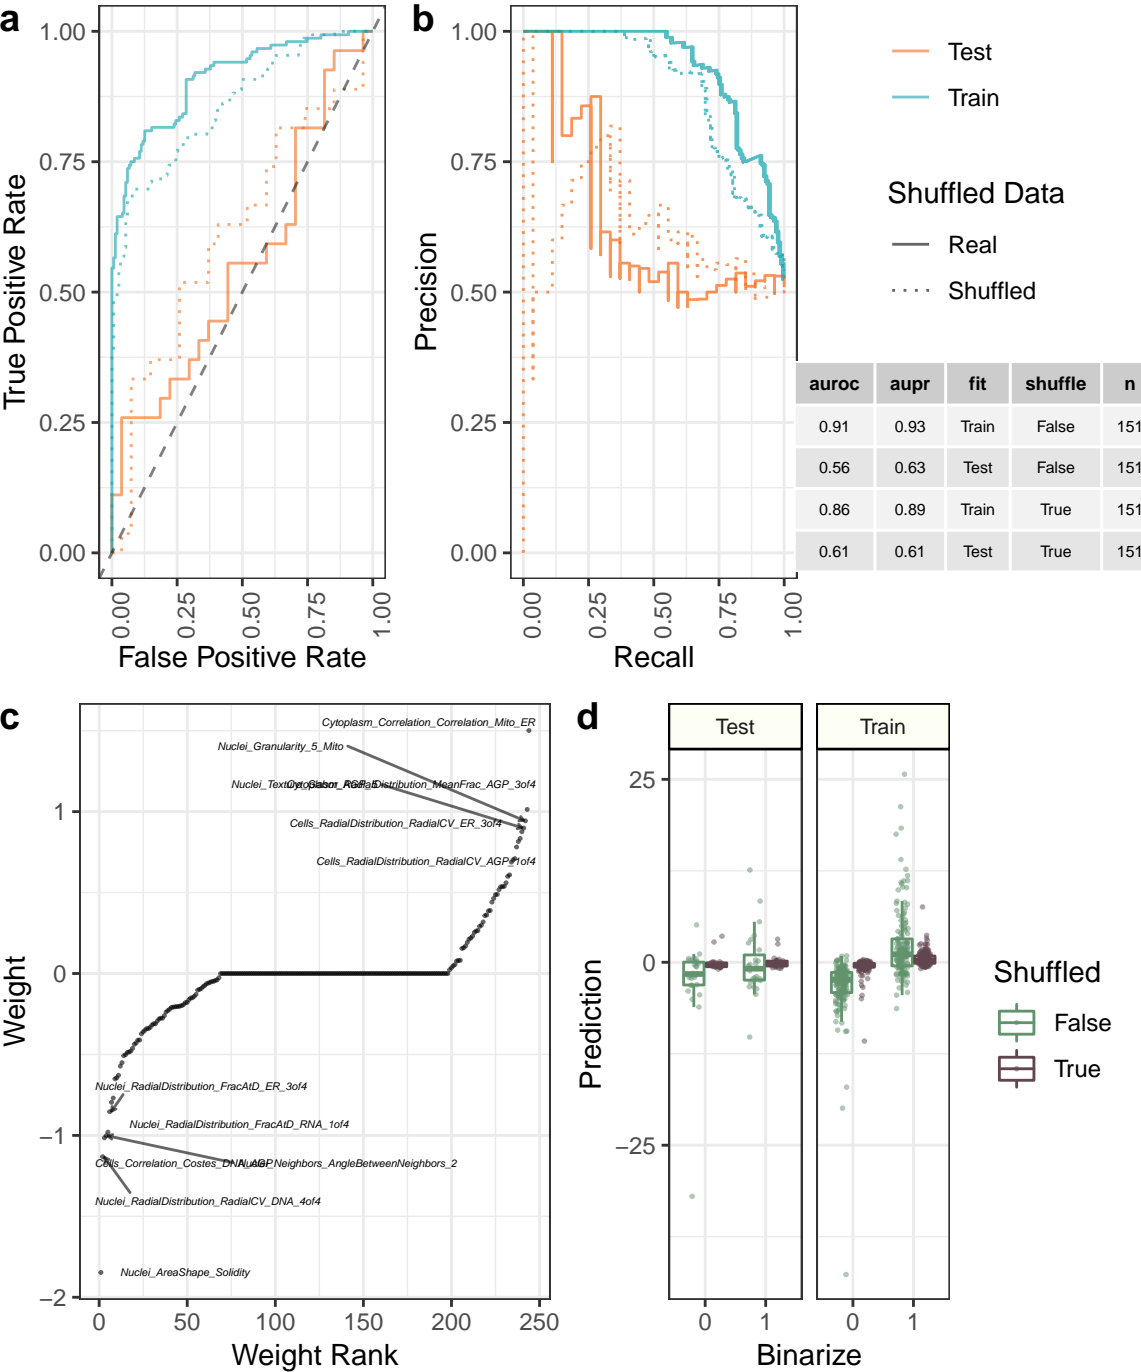 a
b
1.00
0.75
0.50
0.25
0.00
True Positive Rate
0.00
0.25
0.50
0.75
1.00
False Positive Rate
1.00
0.75
0.50
0.25
0.00
Precision
0.00
0.25
0.50
0.75
1.00
Recall
Test
Train
Shuffled Data
Real
Shuffled
auroc aupr fit shuffle n
0.91 0.93 Train False 151
0.56 0.63 Test False 151
0.86 0.89 Train True 151
0.61 0.61 Test True 151
c
Cytoplasm_Correlation_Correlation_Mito_ER
Nuclei_Granularity_5_Mito
Cells_RadialDistribution_RadialCV_ER_3of4
Cells_RadialDistribution_RadialCV_AGP_1of4
Nuclei_RadialDistribution_FracAtD_ER_3of4
Nuclei_RadialDistribution_FracAtD_RNA_1of4
Cells_Correlation_Costes_DNA_AGP
Nuclei_Neighbors_AngleBetweenNeighbors_2
Nuclei_RadialDistribution_RadialCV_DNA_4of4
Nuclei_AreaShape_Solidity
1
0
−1
−2
Weight
0
50
100
150
200
250
Weight Rank
d
Test
Train
25
0
−25
Prediction
0
1
0
1
Binarize
Shuffled
False
True